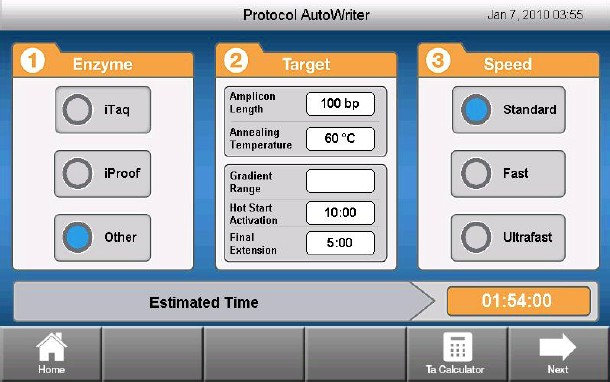 Protocol AutoWriter
Jan 7, 2010 03:55
1 Enzyme
iTaq
iProof
Other
2 Target
Amplicon
Length
100 bp
Annealing
Temperature
60 °C
Gradient
Range
Hot Start
Activation
10:00
Final
Extension
5:00
3 Speed
Standard
Fast
Ultrafast
Estimated Time
01:54:00
Home
Ta Calculator
Next